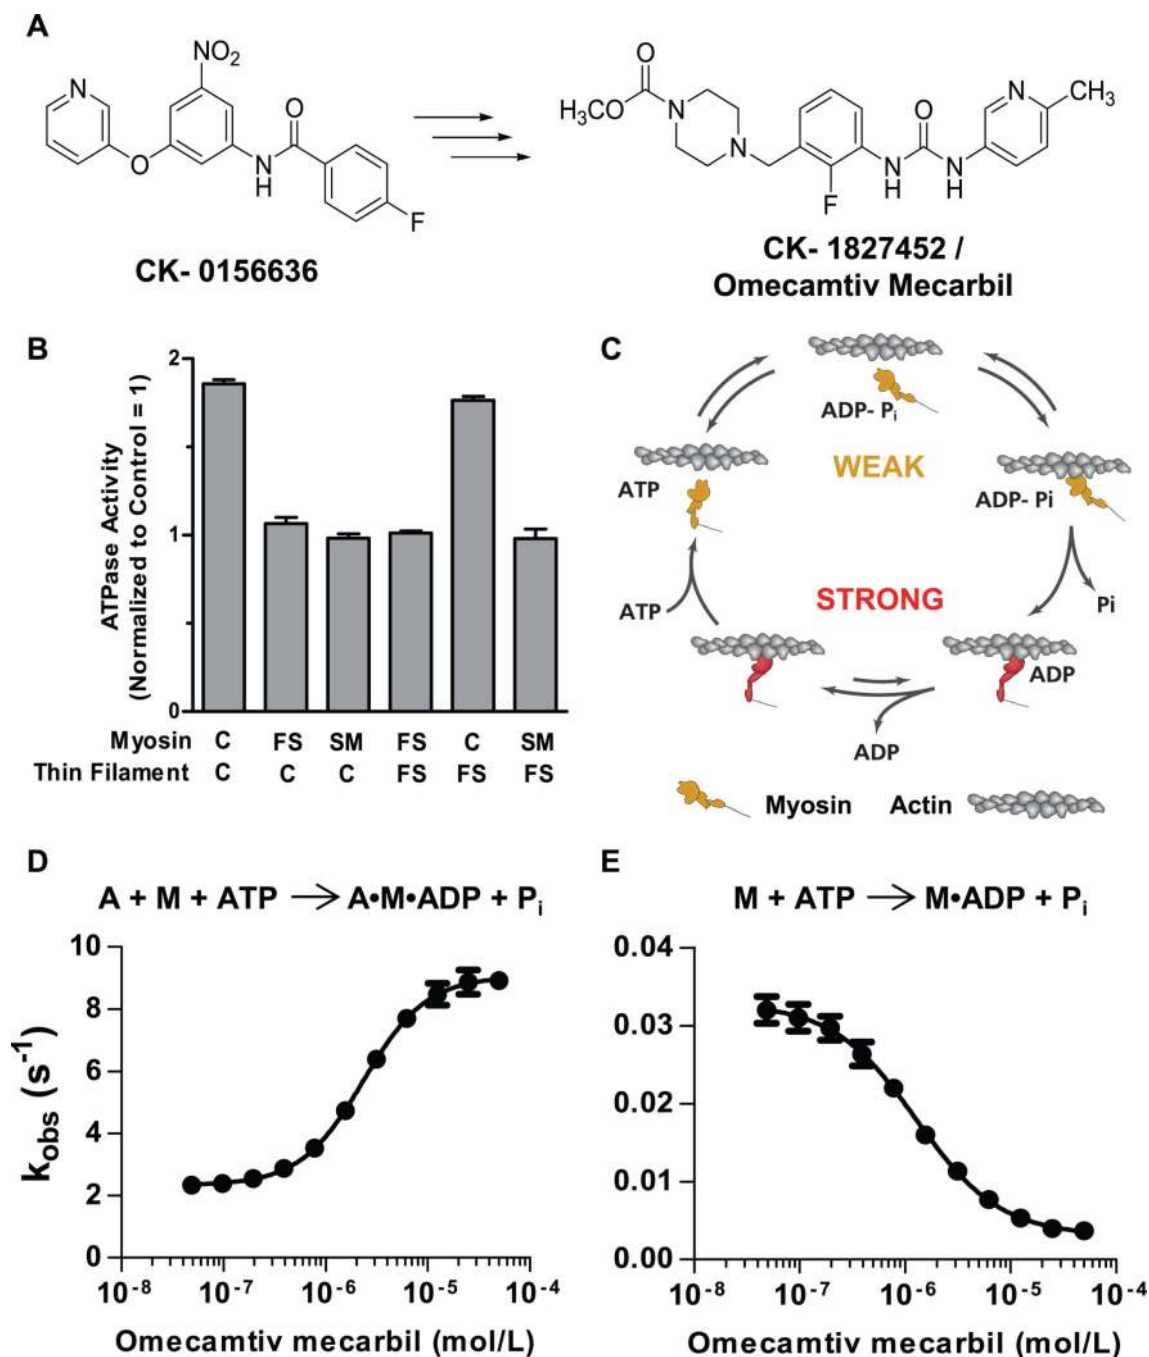 A
NO2
N
O
O
N
H
F
CK- 0156636
O
H3CO
N
N
F
O
N
H
N
H
N
CH3
CK- 1827452 /
Omecamtiv Mecarbil
B
ATPase Activity
(Normalized to Control = 1)
2
1
0
Myosin C FS SM FS C SM
Thin Filament C C C FS FS FS
C
ADP- Pi
WEAK
ATP
ADP- Pi
ATP
STRONG
Pi
ADP
ADP
Myosin Actin
D
A + M + ATP → A•M•ADP + Pi
kobs (s-1)
10
8
6
4
2
0
10-8 10-7 10-6 10-5 10-4
Omecamtiv mecarbil (mol/L)
E
M + ATP → M•ADP + Pi
0.04
0.03
0.02
0.01
0.00
10-8 10-7 10-6 10-5 10-4
Omecamtiv mecarbil (mol/L)